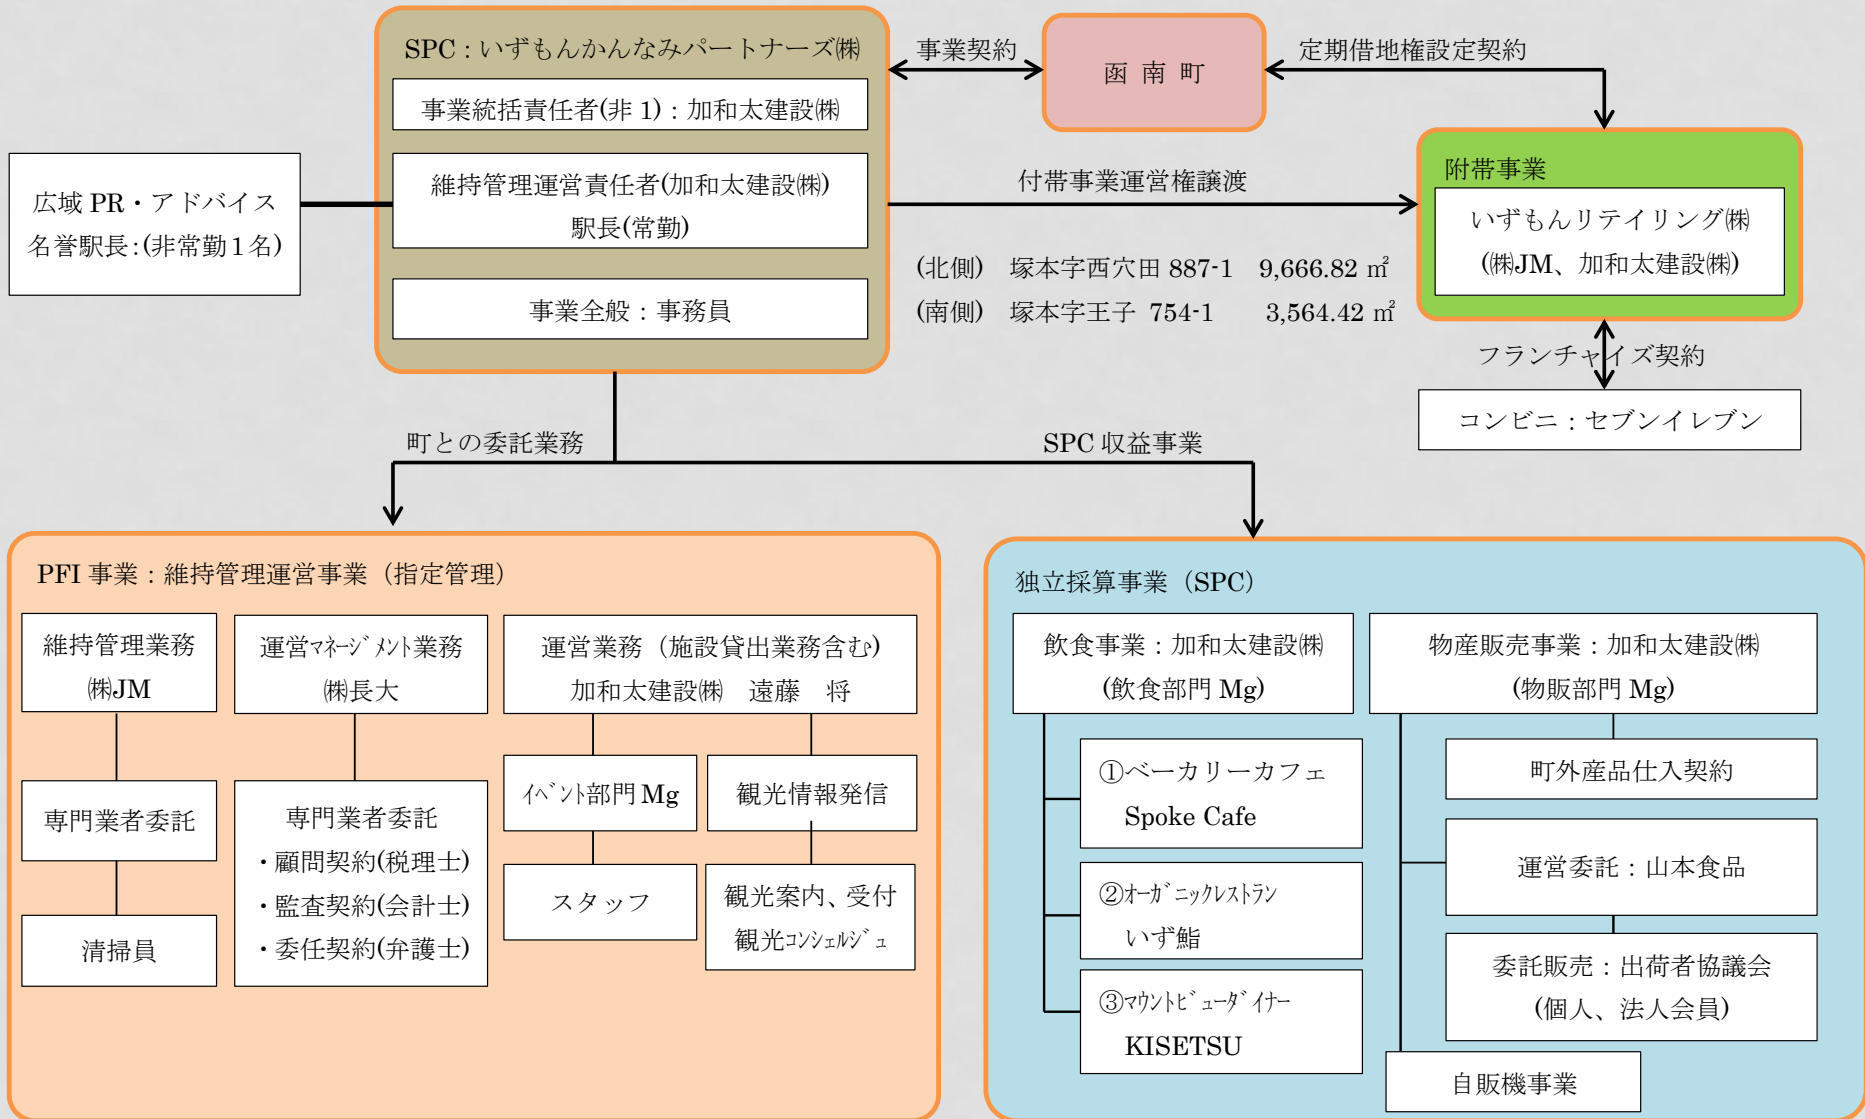 SPC：いずもんかんなみパートナーズ㈱
事業統括責任者(非 1)：加和太建設㈱
維持管理運営責任者(加和太建設㈱)
駅長(常勤)
事業全般：事務員
広域 PR・アドバイス
名誉駅長：(非常勤１名)
事業契約
函 南 町
定期借地権設定契約
付帯事業運営権譲渡
(北側) 塚本字西穴田 887-1 9,666.82 ㎡
(南側) 塚本字王子 754-1 3,564.42 ㎡
附帯事業
いずもんリテイリング㈱
(㈱JM、加和太建設㈱)
フランチャイズ契約
コンビニ：セブンイレブン
町との委託業務
SPC 収益事業
PFI 事業：維持管理運営事業（指定管理）
維持管理業務
㈱JM
専門業者委託
清掃員
運営ﾏﾈｰｼﾞﾒﾝﾄ業務
㈱長大
専門業者委託
・顧問契約(税理士)
・監査契約(会計士)
・委任契約(弁護士)
運営業務（施設貸出業務含む）
加和太建設㈱　遠藤　将
ｲﾍﾞﾝﾄ部門 Mg
スタッフ
観光情報発信
観光案内、受付
観光ｺﾝｼｪﾙｼﾞｭ
独立採算事業（SPC）
飲食事業：加和太建設㈱
(飲食部門 Mg)
①ベーカリーカフェ
Spoke Cafe
②ｵｰｶﾞﾆｯｸﾚｽﾄﾗﾝ
いず鮨
③ﾏｳﾝﾄﾋﾞｭｰﾀﾞｲﾅｰ
KISETSU
物産販売事業：加和太建設㈱
(物販部門 Mg)
町外産品仕入契約
運営委託：山本食品
委託販売：出荷者協議会
(個人、法人会員)
自販機事業